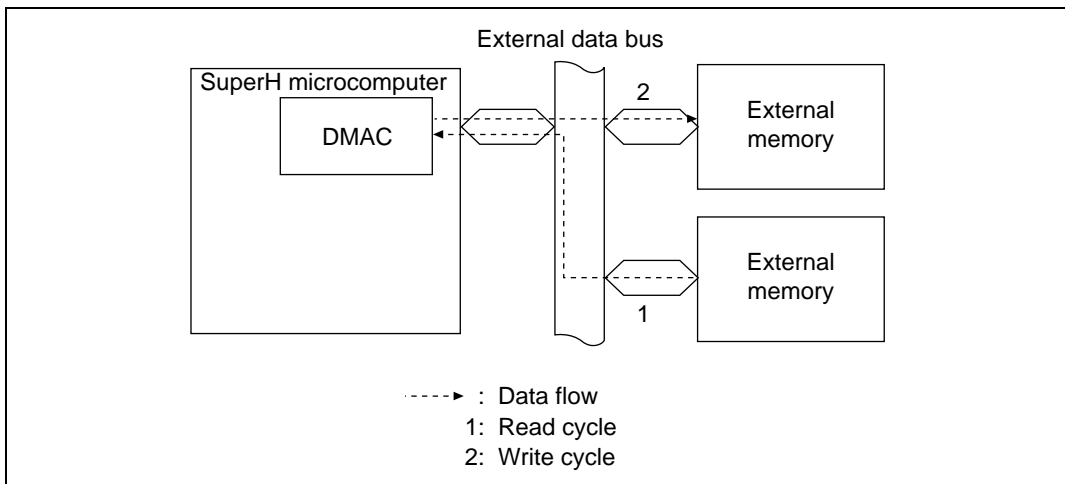 External data bus
SuperH microcomputer
DMAC
2
External
memory
External
memory
1
: Data flow
1: Read cycle
2: Write cycle